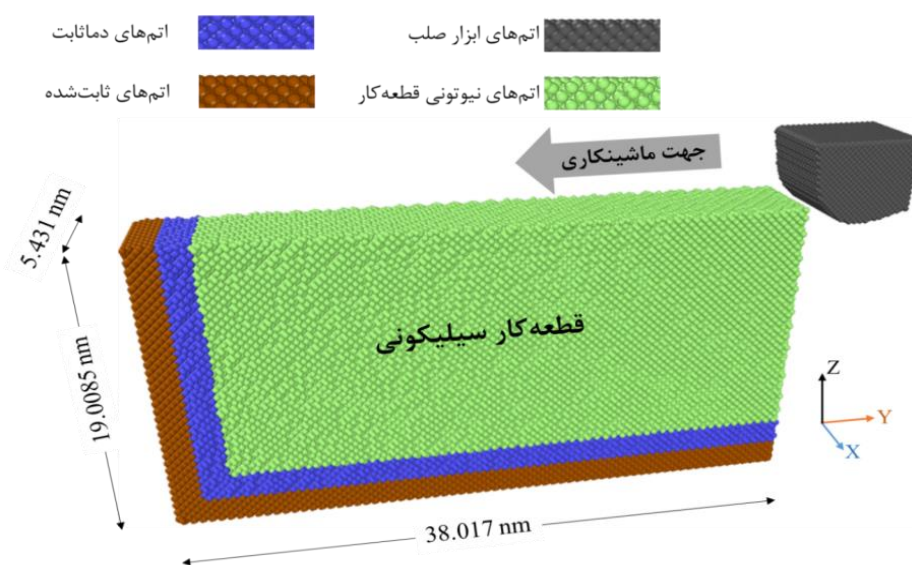 اتم‌های دماثابت
اتم‌های ابزار صلب
اتم‌های ثابت‌شده
اتم‌های نیوتونی قطعه‌کار
جهت ماشینکاری
5.431 nm
قطعه‌کار سیلیکونی
19.0085 nm
38.017 nm
Z
Y
X